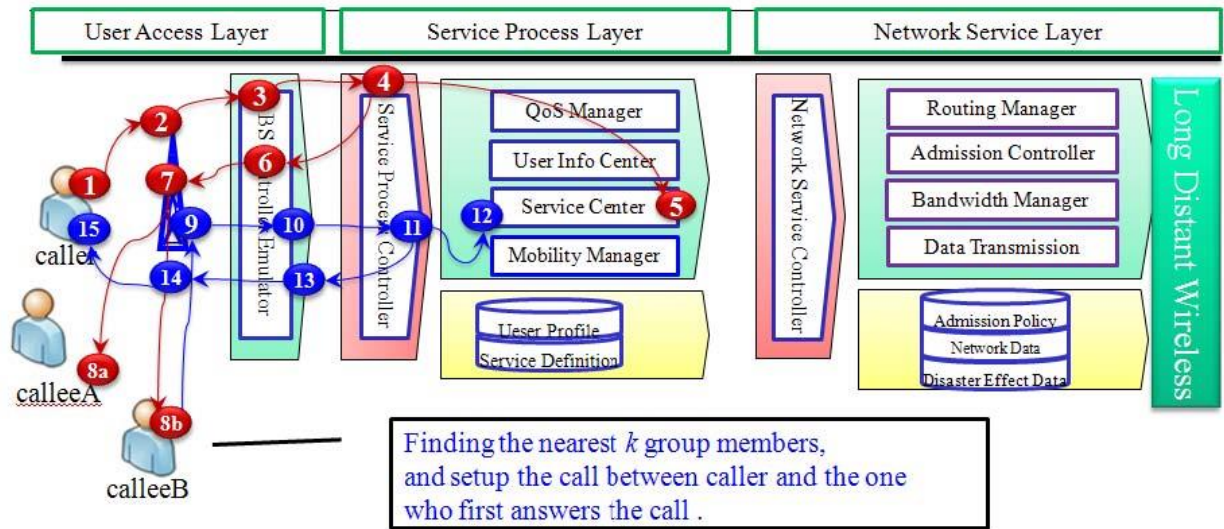 User Access Layer
Service Process Layer
Network Service Layer
1
2
3
4
5
6
7
8a
8b
9
10
11
12
13
14
15
caller
calleeA
calleeB
Emulator
Service Process Controller
QoS Manager
User Info Center
Service Center
Mobility Manager
Ueser Profile
Service Definition
Network Service Controller
Routing Manager
Admission Controller
Bandwidth Manager
Data Transmission
Admission Policy
Network Data
Disaster Effect Data
Long Distant Wireless
Finding the nearest k group members,
and setup the call between caller and the one
who first answers the call .